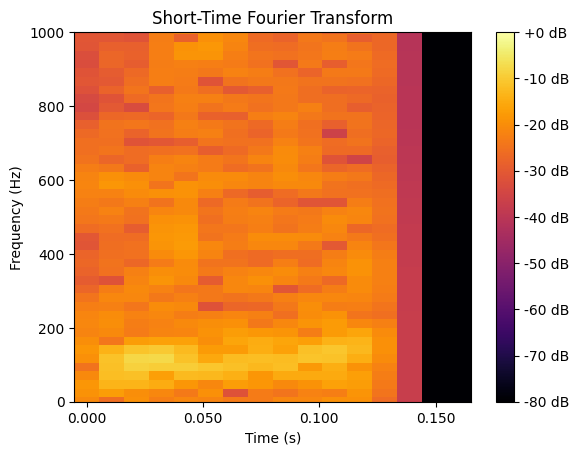 Short-Time Fourier Transform
1000
800
600
400
200
0
Frequency (Hz)
0.000
0.050
0.100
0.150
Time (s)
+0 dB
-10 dB
-20 dB
-30 dB
-40 dB
-50 dB
-60 dB
-70 dB
-80 dB